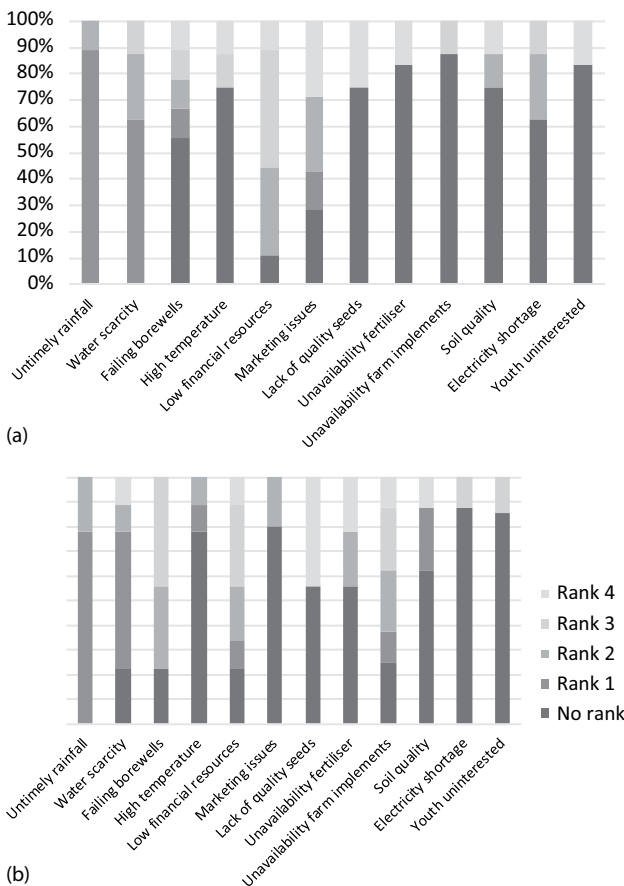 100%
90%
80%
70%
60%
50%
40%
30%
20%
10%
0%
Untimely rainfall
Water scarcity
Failing borewells
High temperature
Low financial resources
Marketing issues
Lack of quality seeds
Unavailability fertiliser
Unavailability farm implements
Soil quality
Electricity shortage
Youth uninterested
(a)
Rank 4
Rank 3
Rank 2
Rank 1
No rank
Untimely rainfall
Water scarcity
Failing borewells
High temperature
Low financial resources
Marketing issues
Lack of quality seeds
Unavailability fertiliser
Unavailability farm implements
Soil quality
Electricity shortage
Youth uninterested
(b)